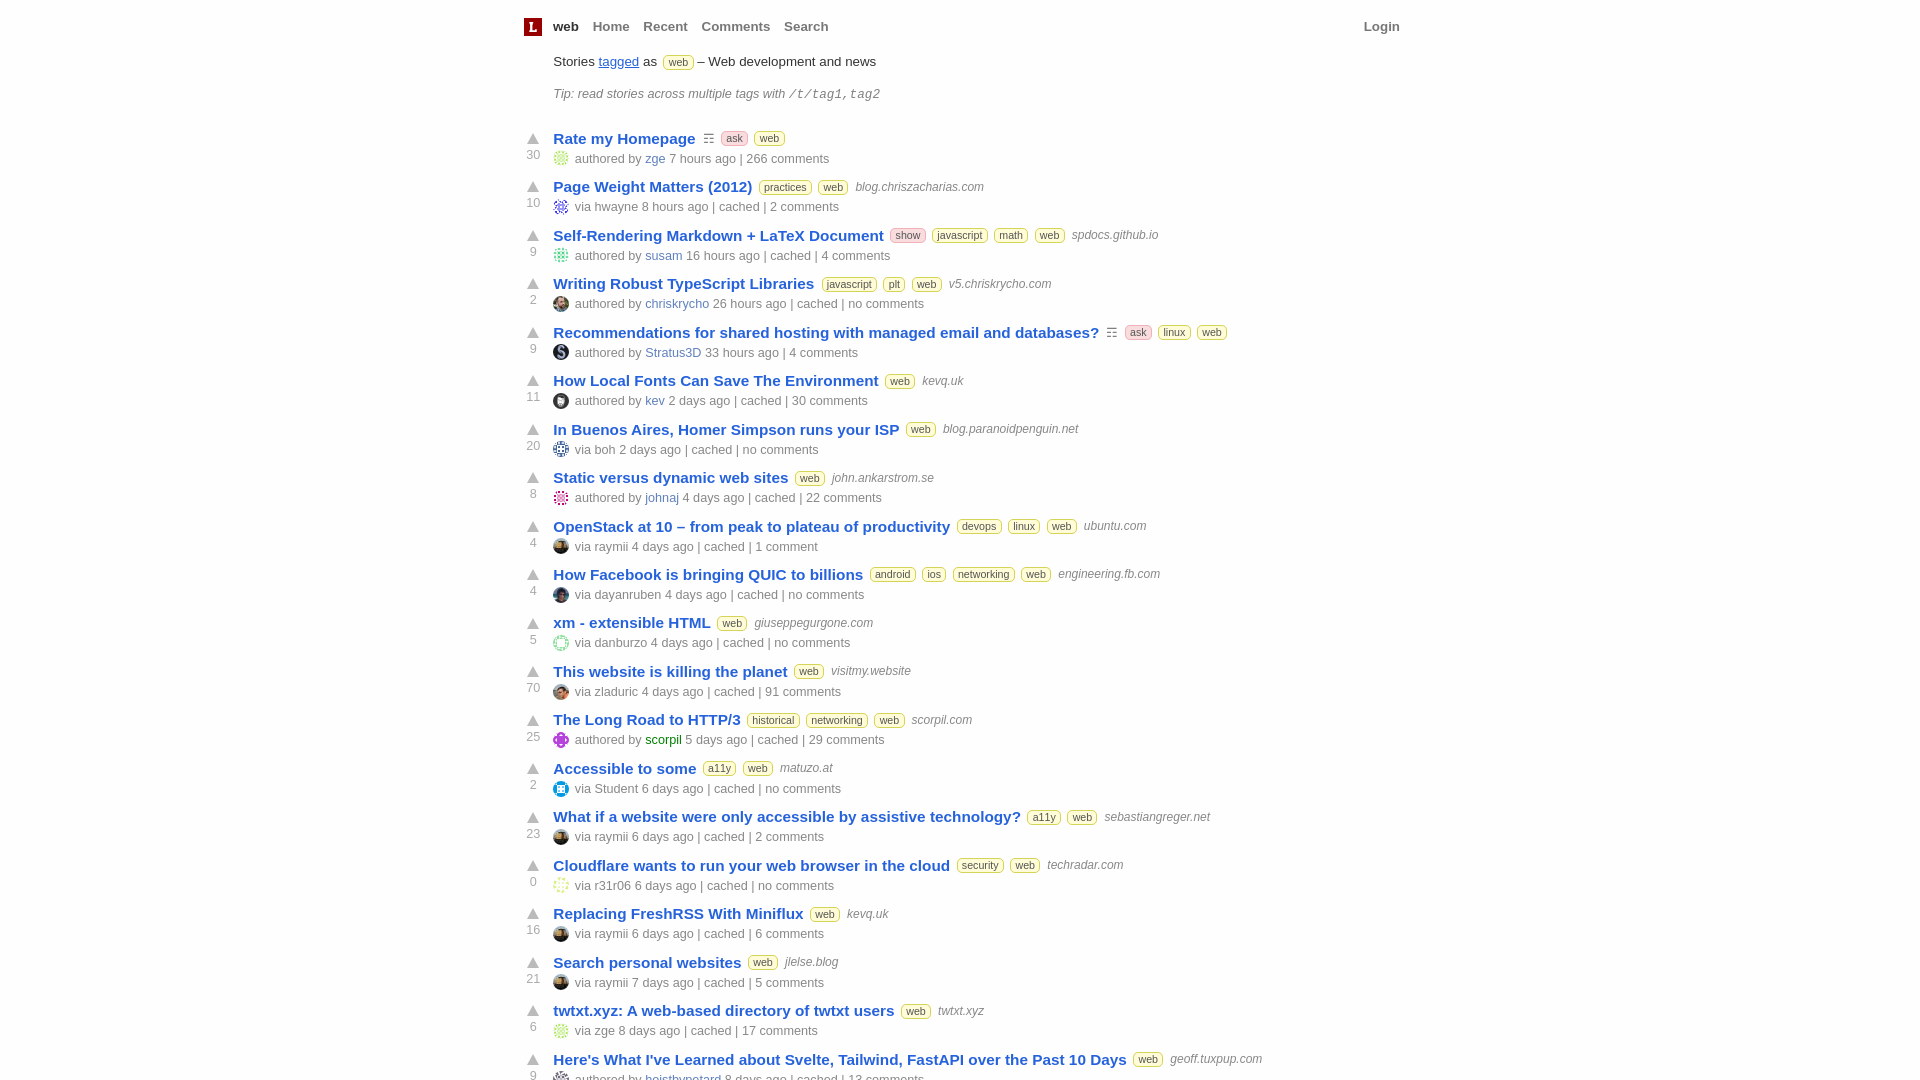 L web Home Recent Comments Search Login
Stories tagged as web – Web development and news
Tip: read stories across multiple tags with /t/tag1,tag2
Rate my Homepage ask web
30 authored by zge 7 hours ago | 266 comments
Page Weight Matters (2012) practices web blog.chriszacharias.com
10 via hwayne 8 hours ago | cached | 2 comments
Self-Rendering Markdown + LaTeX Document show javascript math web spdocs.github.io
9 authored by susam 16 hours ago | cached | 4 comments
Writing Robust TypeScript Libraries javascript plt web v5.chriskrycho.com
2 authored by chriskrycho 26 hours ago | cached | no comments
Recommendations for shared hosting with managed email and databases? ask linux web
9 authored by Stratus3D 33 hours ago | 4 comments
How Local Fonts Can Save The Environment web kevq.uk
11 authored by kev 2 days ago | cached | 30 comments
In Buenos Aires, Homer Simpson runs your ISP web blog.paranoidpenguin.net
20 via boh 2 days ago | cached | no comments
Static versus dynamic web sites web john.ankarstrom.se
8 authored by johnaj 4 days ago | cached | 22 comments
OpenStack at 10 – from peak to plateau of productivity devops linux web ubuntu.com
4 via raymii 4 days ago | cached | 1 comment
How Facebook is bringing QUIC to billions android ios networking web engineering.fb.com
4 via dayanruben 4 days ago | cached | no comments
xm - extensible HTML web giuseppegurgone.com
5 via danburzo 4 days ago | cached | no comments
This website is killing the planet web visitmy.website
70 via zladuric 4 days ago | cached | 91 comments
The Long Road to HTTP/3 historical networking web scorpil.com
25 authored by scorpil 5 days ago | cached | 29 comments
Accessible to some a11y web matuzo.at
2 via Student 6 days ago | cached | no comments
What if a website were only accessible by assistive technology? a11y web sebastiangreger.net
23 via raymii 6 days ago | cached | 2 comments
Cloudflare wants to run your web browser in the cloud security web techradar.com
0 via r31r06 6 days ago | cached | no comments
Replacing FreshRSS With Miniflux web kevq.uk
16 via raymii 6 days ago | cached | 6 comments
Search personal websites web jlelse.blog
21 via raymii 7 days ago | cached | 5 comments
twtxt.xyz: A web-based directory of twtxt users web twtxt.xyz
6 via zge 8 days ago | cached | 17 comments
Here's What I've Learned about Svelte, Tailwind, FastAPI over the Past 10 Days web geoff.tuxpup.com
9 authored by hoistbypetard 8 days ago | cached | 13 comments